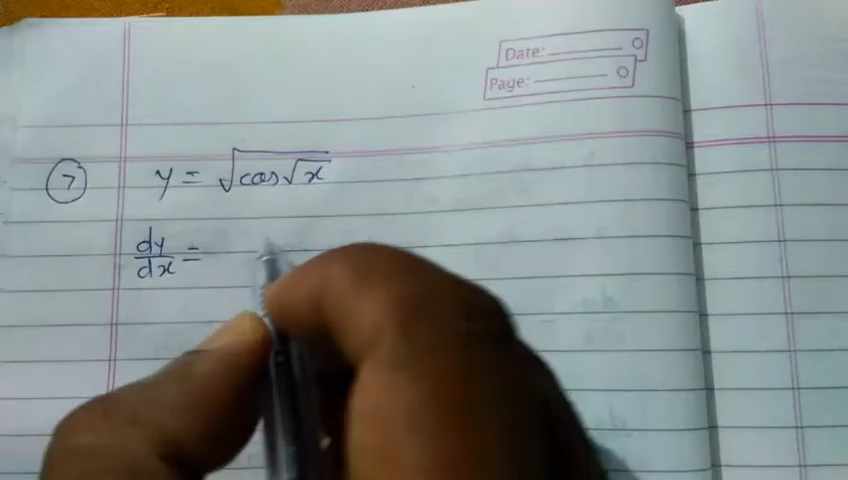 Date:
Page:
7 y = √cos√x
dy/dx =